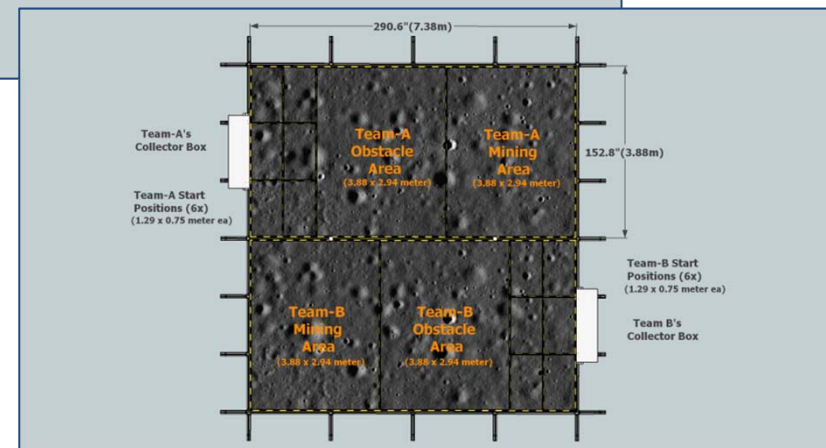 290.6"(7.38m)
Team-A's
Collector Box
Team-A
Obstacle
Area
(3.88 x 2.94 meter)
Team-A
Mining
Area
(3.88 x 2.94 meter)
152.8"(3.88m)
Team-A Start
Positions (6x)
(1.29 x 0.75 meter ea)
Team-B Start
Positions (6x)
(1.29 x 0.75 meter ea)
Team-B
Mining
Area
(3.88 x 2.94 meter)
Team-B
Obstacle
Area
(3.88 x 2.94 meter)
Team B's
Collector Box